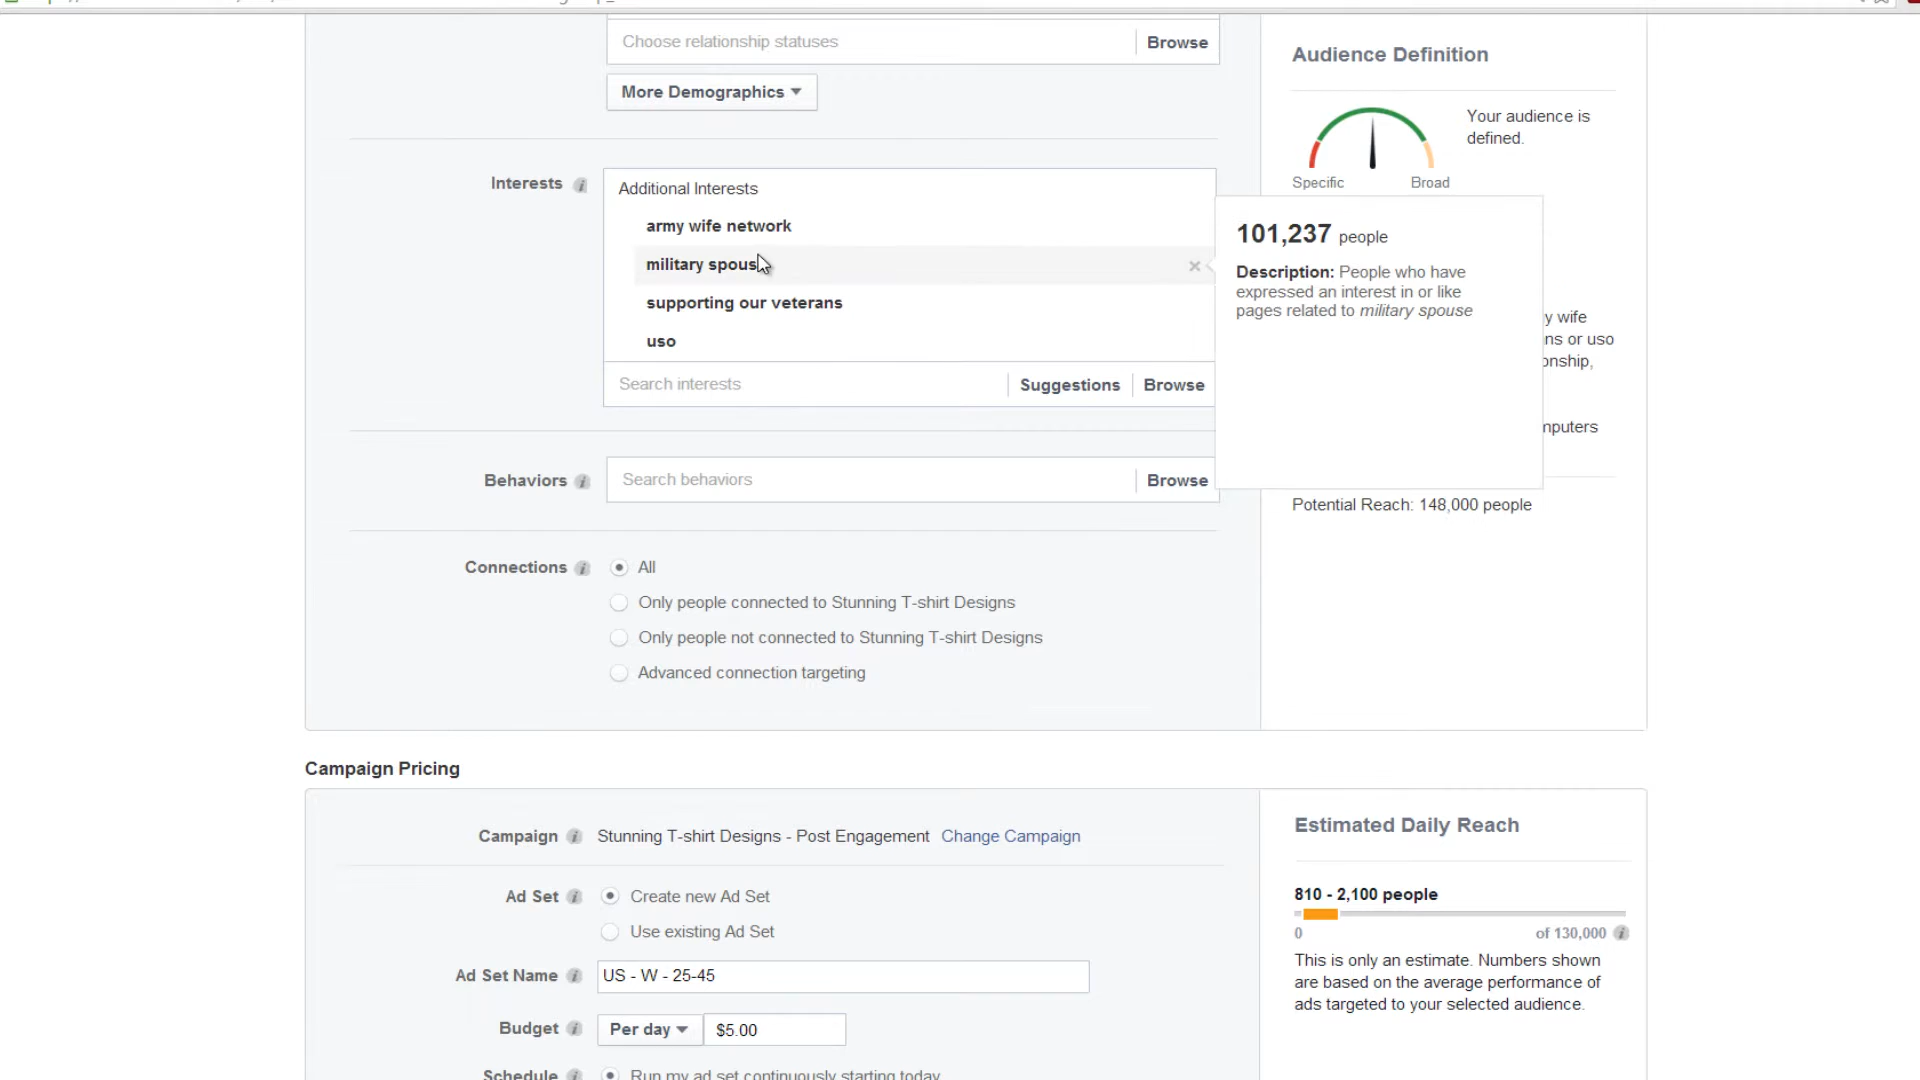 Choose relationship statuses
Browse
More Demographics
Interests
Additional Interests
army wife network
military spous
supporting our veterans
uso
Search interests
Suggestions
Browse
Behaviors
Search behaviors
Browse
Connections
All
Only people connected to Stunning T-shirt Designs
Only people not connected to Stunning T-shirt Designs
Advanced connection targeting
Audience Definition
Your audience is
defined.
Specific
Broad
101,237 people
Description: People who have
expressed an interest in or like
pages related to military spouse
y wife
ns or uso
onship,
nputers
Potential Reach: 148,000 people
Campaign Pricing
Campaign
Stunning T-shirt Designs - Post Engagement
Change Campaign
Ad Set
Create new Ad Set
Use existing Ad Set
Ad Set Name
US - W - 25-45
Budget
Per day
$5.00
Schedule
Run my ad set continuously starting today
Estimated Daily Reach
810 - 2,100 people
0
of 130,000
This is only an estimate. Numbers shown
are based on the average performance of
ads targeted to your selected audience.